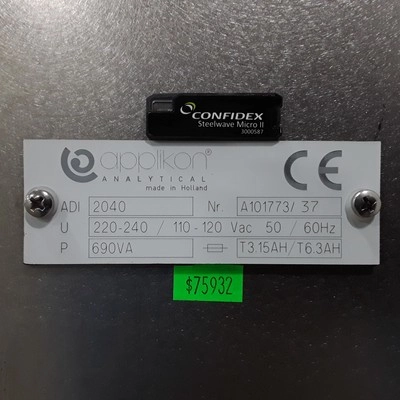 CONFIDEX
Steelwave Micro II
3000587
applikon
ANALYTICAL
made in Holland
CE
ADI 2040 Nr. A101773/ 37
U 220-240 / 110-120 Vac 50 / 60Hz
P 690VA T3.15AH/T6.3AH
$75932